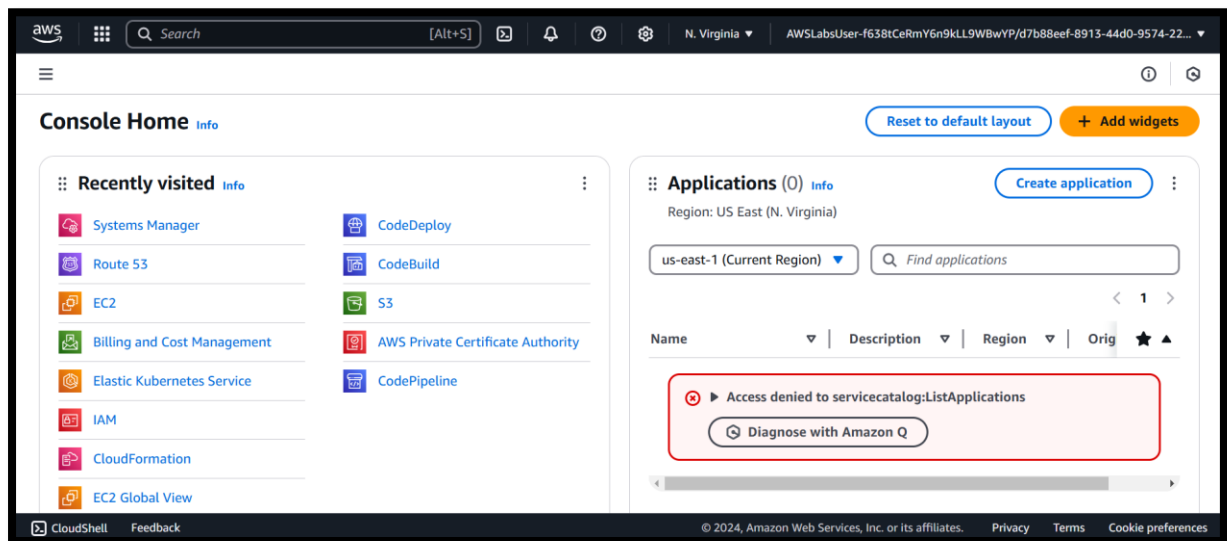 aws
Search [Alt+S] N. Virginia ▼ AWSLabsUser-f638tCeRmY6n9kLL9WBwYP/d7b88eef-8913-44d0-9574-22... ▼
Console Home Info
Reset to default layout
+ Add widgets
Recently visited Info
Systems Manager
Route 53
EC2
Billing and Cost Management
Elastic Kubernetes Service
IAM
CloudFormation
EC2 Global View
CodeDeploy
CodeBuild
S3
AWS Private Certificate Authority
CodePipeline
Applications (0) Info
Create application
Region: US East (N. Virginia)
us-east-1 (Current Region) ▼
Find applications
< 1 >
Name Description Region Orig
Access denied to servicecatalog:ListApplications
Diagnose with Amazon Q
CloudShell Feedback © 2024, Amazon Web Services, Inc. or its affiliates. Privacy Terms Cookie preferences